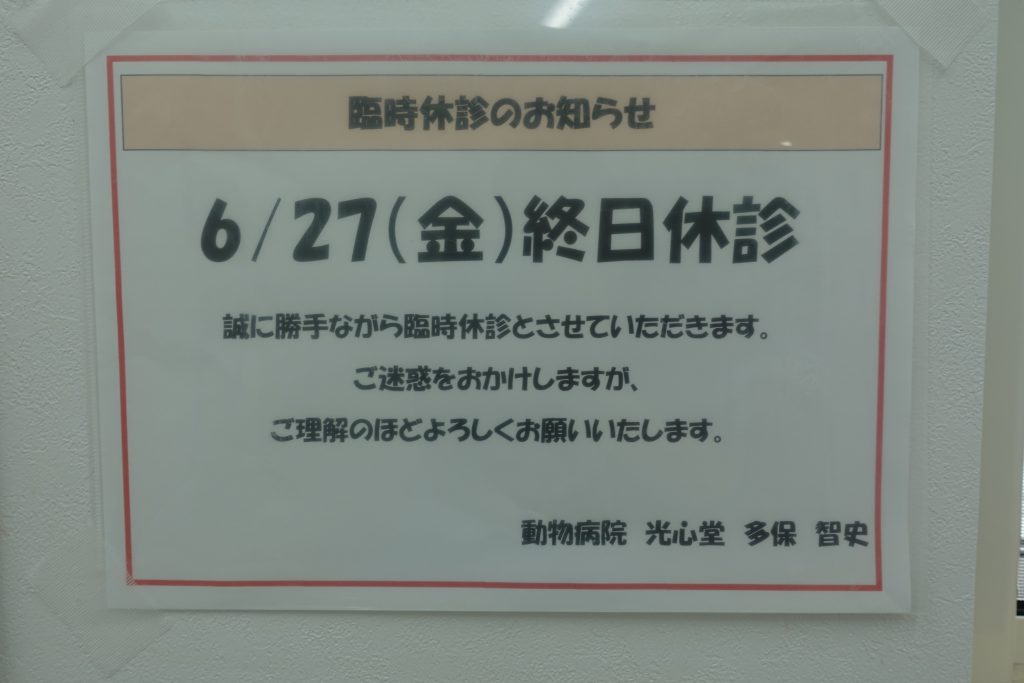 臨時休診のお知らせ
6/27(金)終日休診
誠に勝手ながら臨時休診とさせていただきます。
ご迷惑をおかけしますが、
ご理解のほどよろしくお願いいたします。
動物病院 光心堂 多保 智史